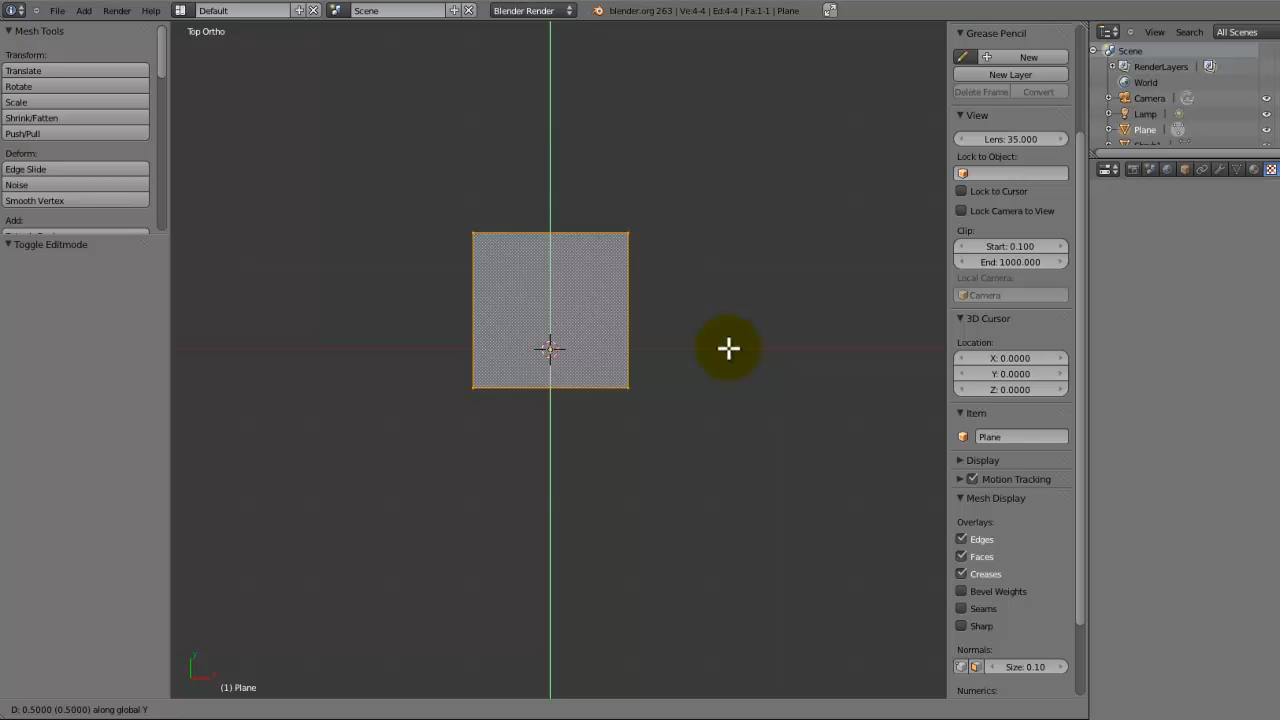 File Add Render Help Default Scene Blender Render blender.org 263 | Ve:4-4 | Ed:4-4 | Fa:1-1 | Plane
Mesh Tools
Transform:
Translate
Rotate
Scale
Shrink/Fatten
Push/Pull
Deform:
Edge Slide
Noise
Smooth Vertex
Add:
Toggle Editmode
Top Ortho
y
x
(1) Plane
D: 0.5000 (0.5000) along global Y
Grease Pencil
New
New Layer
Delete Frame Convert
View
Lens: 35.000
Lock to Object:
Lock to Cursor
Lock Camera to View
Clip:
Start: 0.100
End: 1000.000
Local Camera:
Camera
3D Cursor
Location:
X: 0.0000
Y: 0.0000
Z: 0.0000
Item
Plane
Display
Motion Tracking
Mesh Display
Overlays:
Edges
Faces
Creases
Bevel Weights
Seams
Sharp
Normals:
Size: 0.10
Numerics:
View Search All Scenes
Scene
RenderLayers
World
Camera
Lamp
Plane